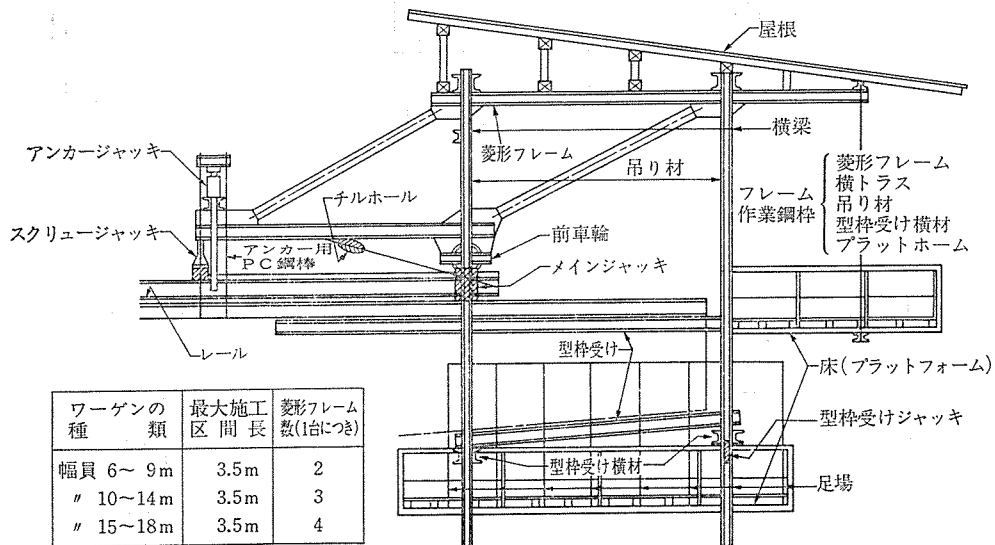 屋根
横梁
菱形フレーム
吊り材
アンカージャッキ
チルホール
スクリュージャッキ
アンカー用
PC鋼棒
前車輪
メインジャッキ
フレーム
作業鋼枠
菱形フレーム
横トラス
吊り材
型枠受け横材
プラットホーム
レール
型枠受け
床(プラットフォーム)
型枠受けジャッキ
型枠受け横材
足場
ワーゲンの種類 最大施工区間長 菱形フレーム数(1台につき)
幅員 6~ 9m 3.5m 2
〃 10~14m 3.5m 3
〃 15~18m 3.5m 4